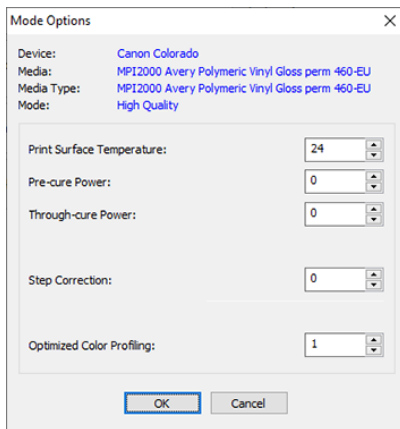 Mode Options
Device: Canon Colorado
Media: MPI2000 Avery Polymeric Vinyl Gloss perm 460-EU
Media Type: MPI2000 Avery Polymeric Vinyl Gloss perm 460-EU
Mode: High Quality
Print Surface Temperature: 24
Pre-cure Power: 0
Through-cure Power: 0
Step Correction: 0
Optimized Color Profiling: 1
OK Cancel